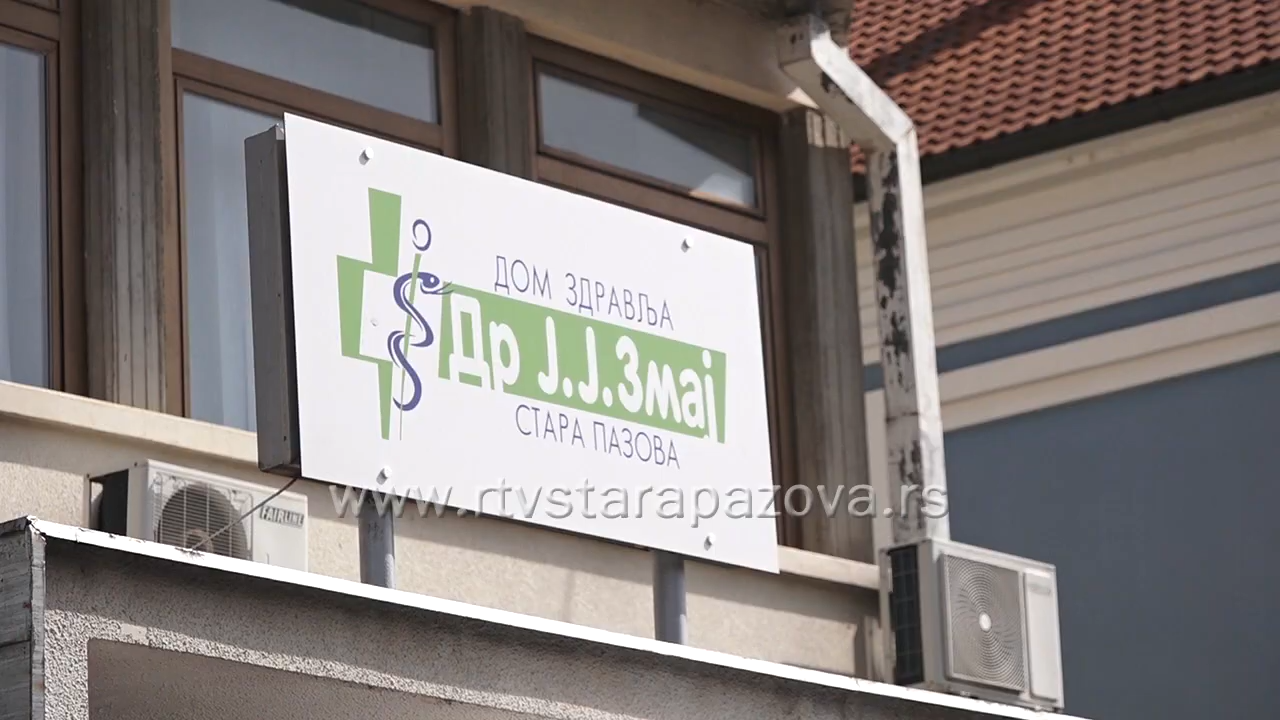 ДОМ ЗДРАВЉА
Др Ј.Ј.Змај
СТАРА ПАЗОВА
www.rtvstarapazova.rs
FAIRLINE